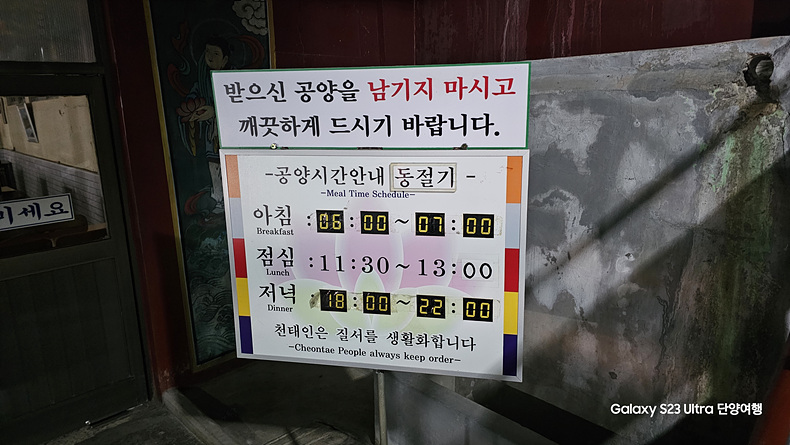 받으신 공양을 남기지 마시고
깨끗하게 드시기 바랍니다.
-공양시간안내 동절기 -
-Meal Time Schedule-
아침 :06:00~07:00
Breakfast
점심 :11:30~13:00
Lunch
저녁 :18:00~22:00
Dinner
천태인은 질서를 생활화합니다
-Cheontae People always keep order-
미세요
Galaxy S23 Ultra 단양여행